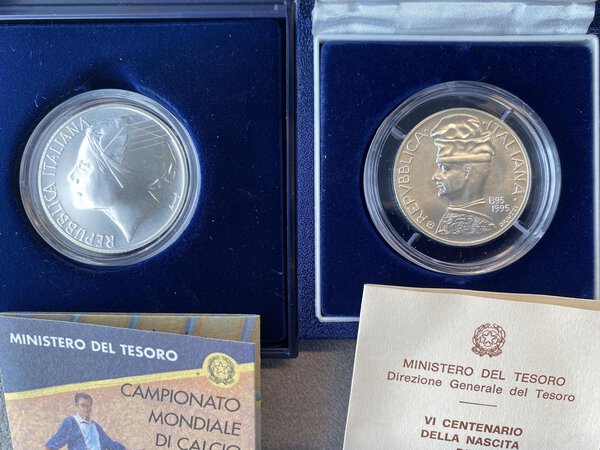 REPUBBLICA ITALIANA
REPVBBLICA ITALIANA
1395
1995
MINISTERO DEL TESORO
CAMPIONATO
MONDIALE
DI CALCIO
MINISTERO DEL TESORO
Direzione Generale del Tesoro
VI CENTENARIO
DELLA NASCITA